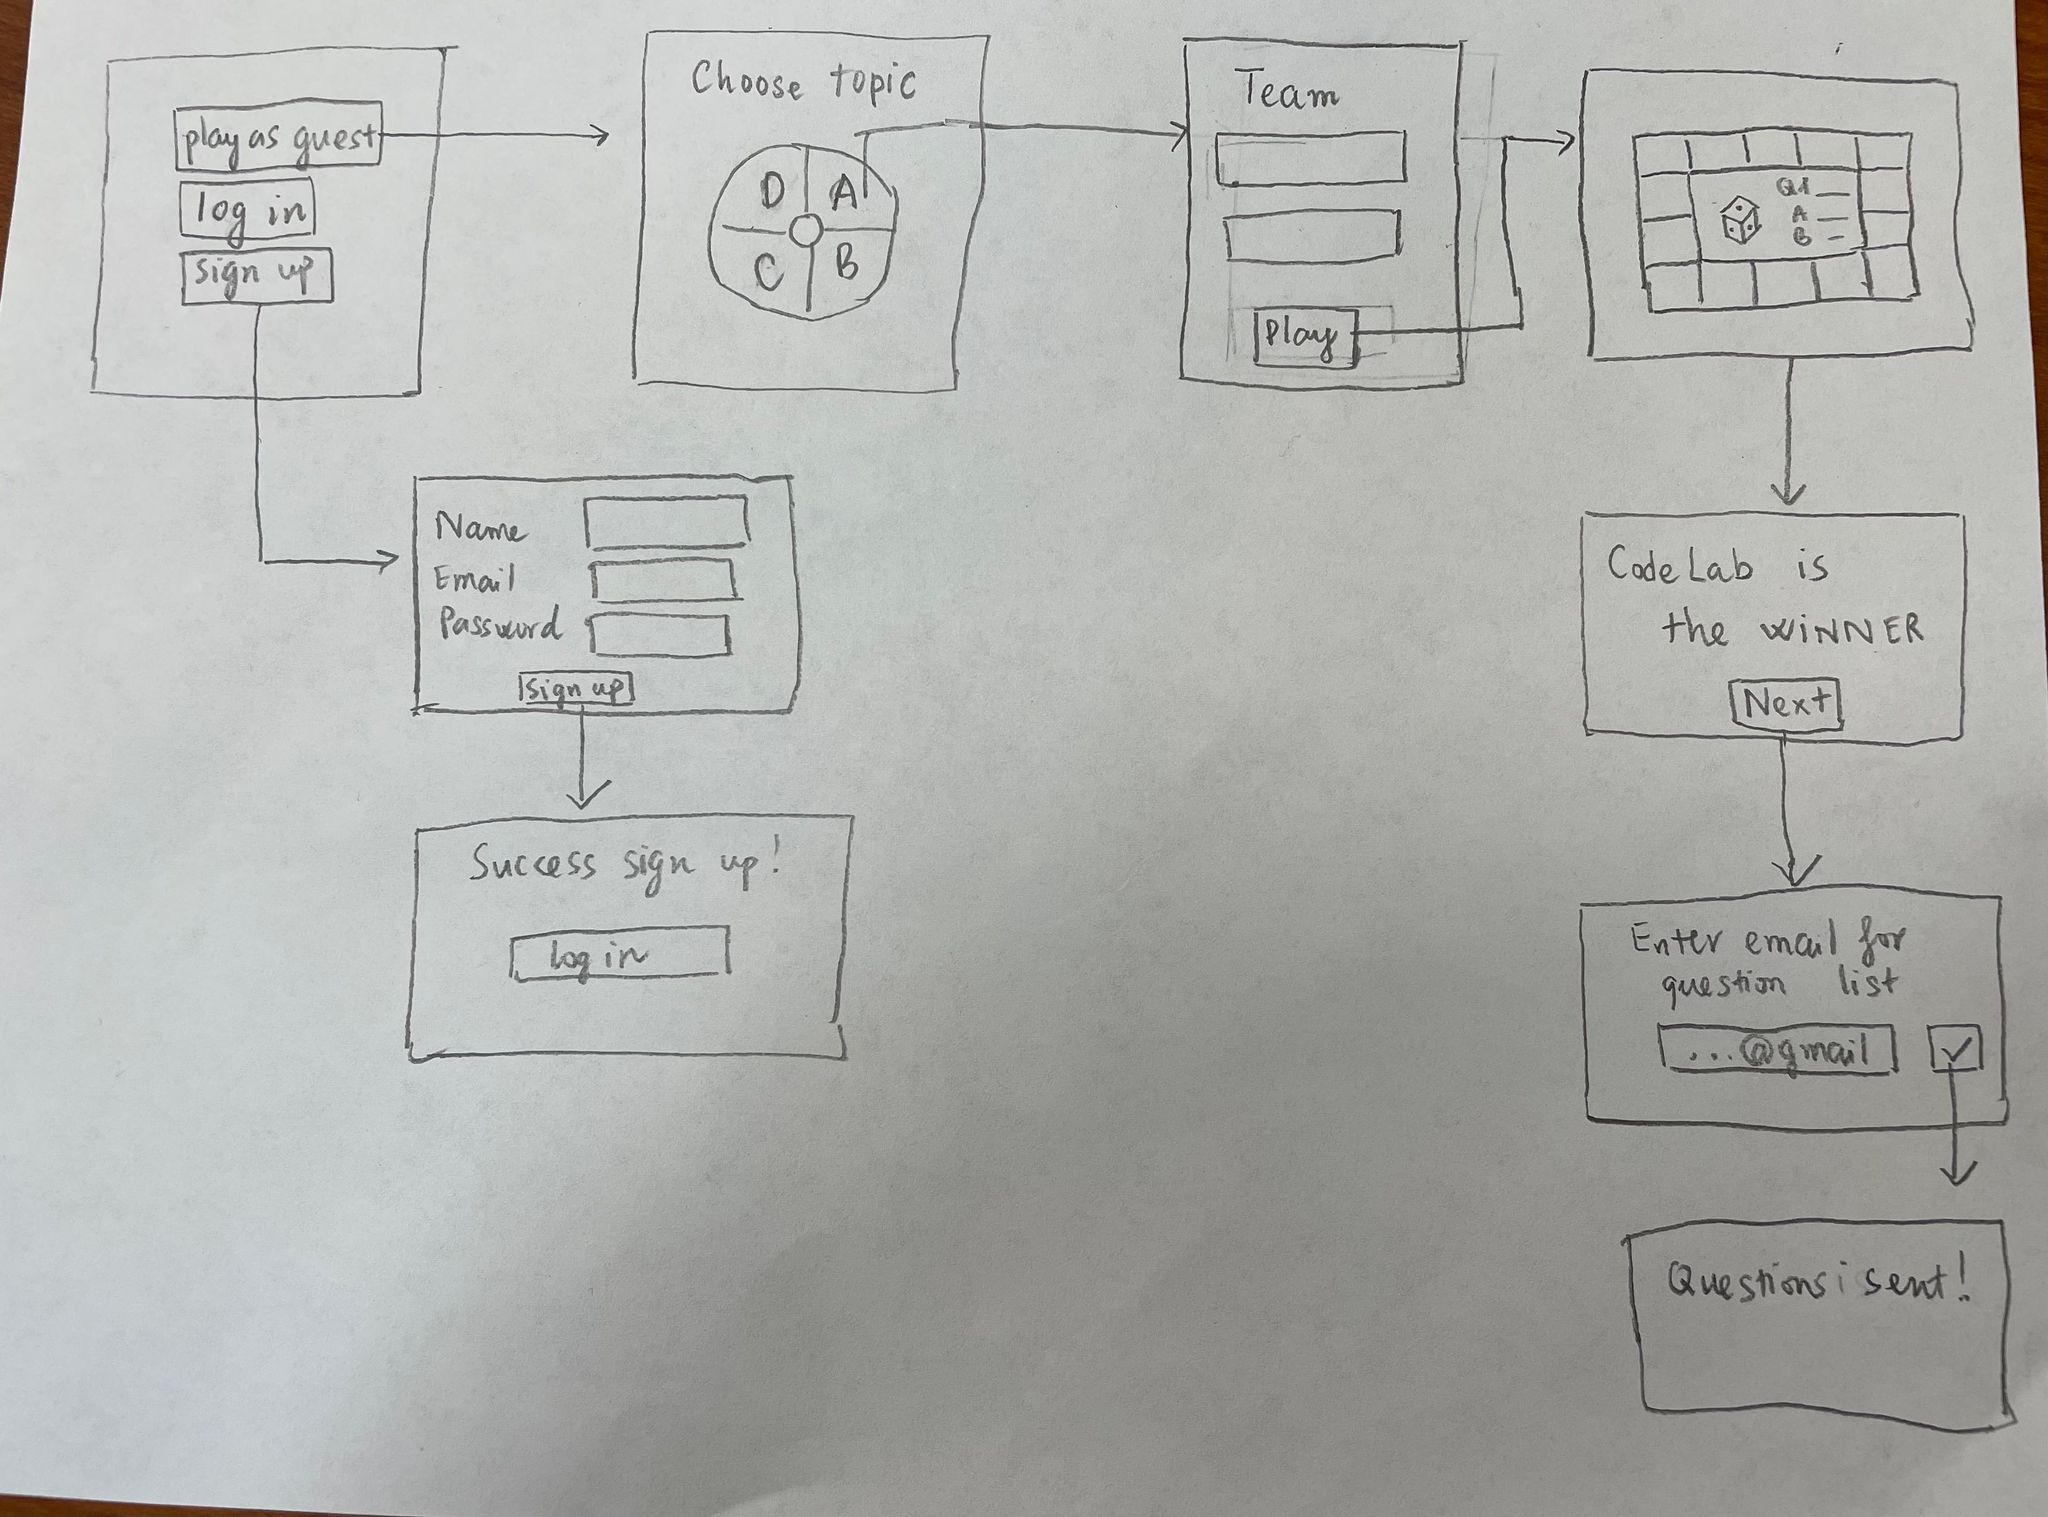 play as guest
log in
sign up
Choose topic
D A
C B
Team
Play
Q1
A
B
Name
Email
Password
sign up
Success sign up!
log in
CodeLab is
the WINNER
Next
Enter email for
question list
...@gmail
Questions sent!